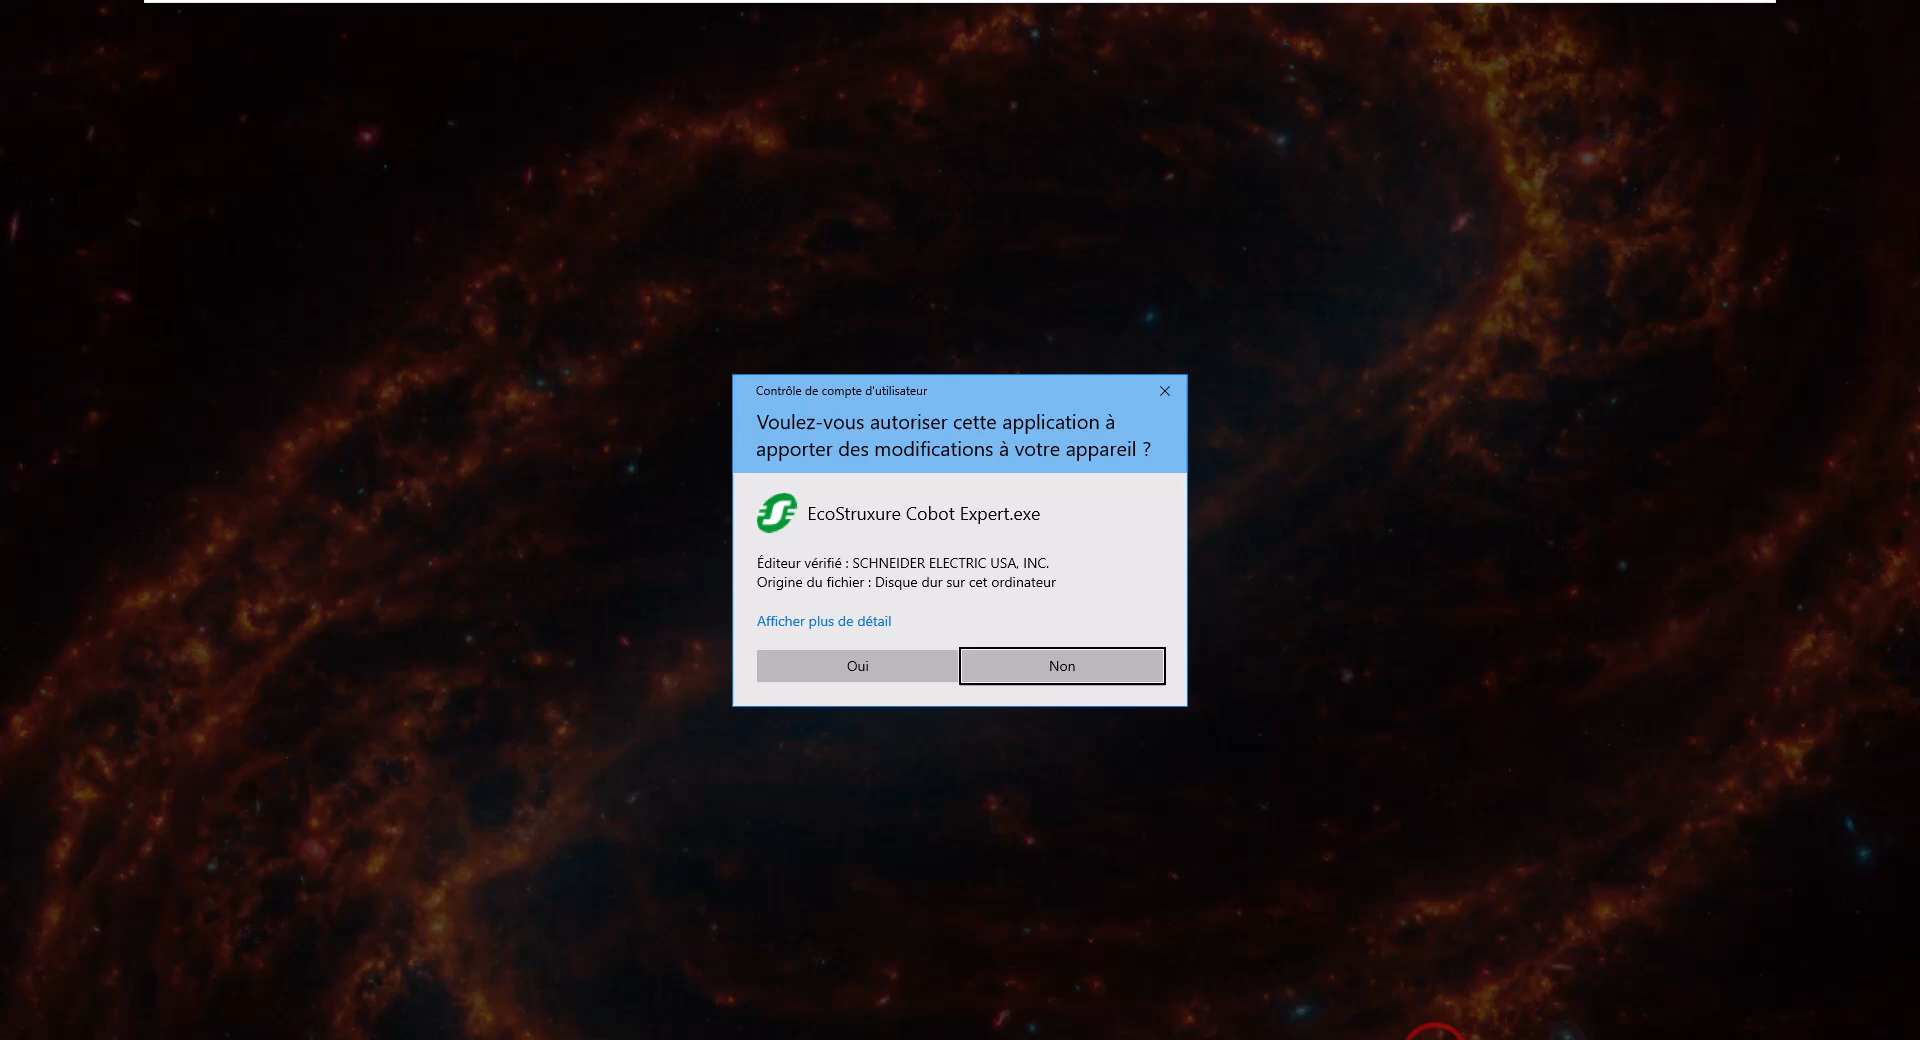 Contrôle de compte d'utilisateur
Voulez-vous autoriser cette application à
apporter des modifications à votre appareil ?
EcoStruxure Cobot Expert.exe
Éditeur vérifié : SCHNEIDER ELECTRIC USA, INC.
Origine du fichier : Disque dur sur cet ordinateur
Afficher plus de détail
Oui
Non